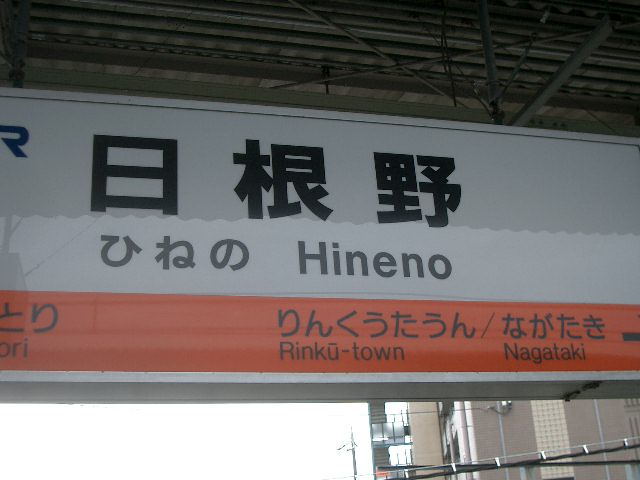 日根野
ひねの Hineno
とり りんくうたうん/ながたき
ori Rinkū-town Nagataki